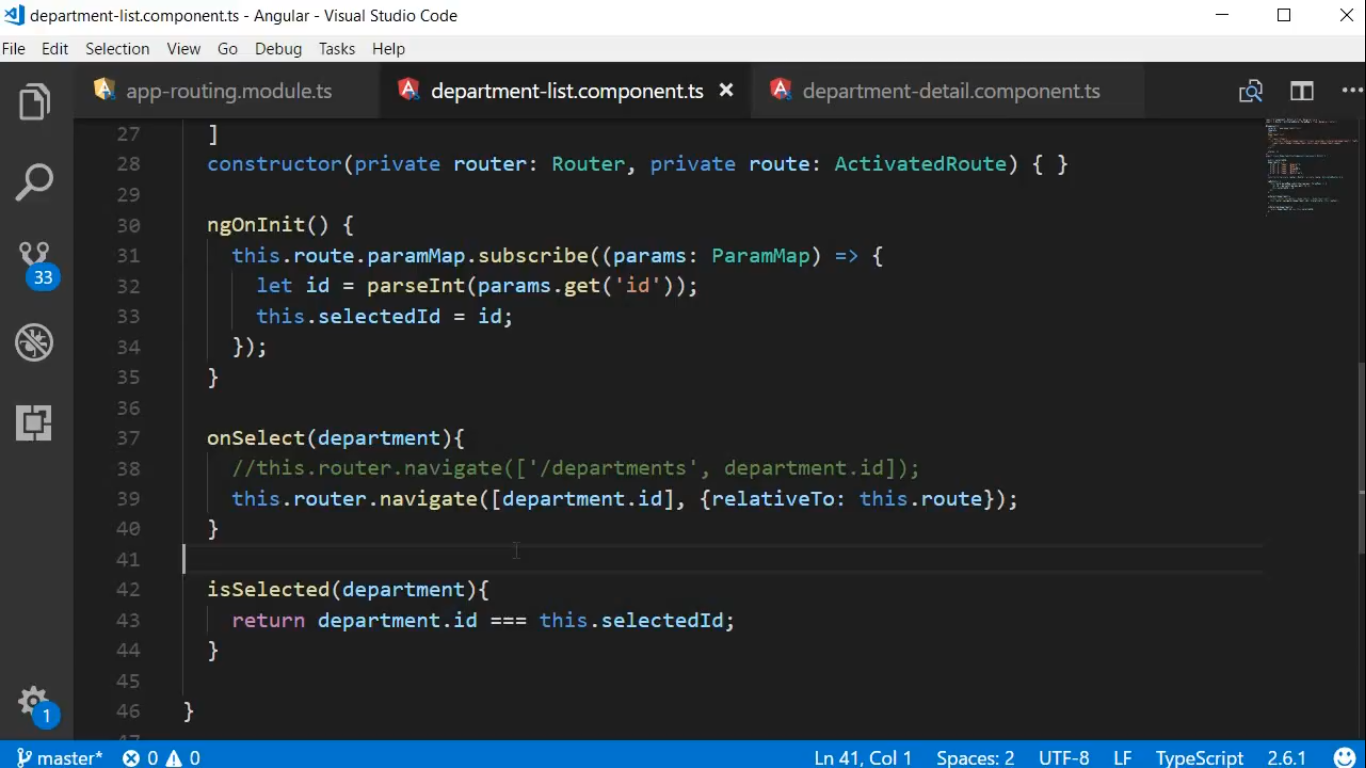 department-list.component.ts - Angular - Visual Studio Code
File Edit Selection View Go Debug Tasks Help
app-routing.module.ts department-list.component.ts department-detail.component.ts
27 ]
28 constructor(private router: Router, private route: ActivatedRoute) { }
29
30 ngOnInit() {
31 this.route.paramMap.subscribe((params: ParamMap) => {
32 let id = parseInt(params.get('id'));
33 this.selectedId = id;
34 });
35 }
36
37 onSelect(department){
38 //this.router.navigate(['/departments', department.id]);
39 this.router.navigate([department.id], {relativeTo: this.route});
40 }
41
42 isSelected(department){
43 return department.id === this.selectedId;
44 }
45
46 }
33
1
master* 0 0 Ln 41, Col 1 Spaces: 2 UTF-8 LF TypeScript 2.6.1